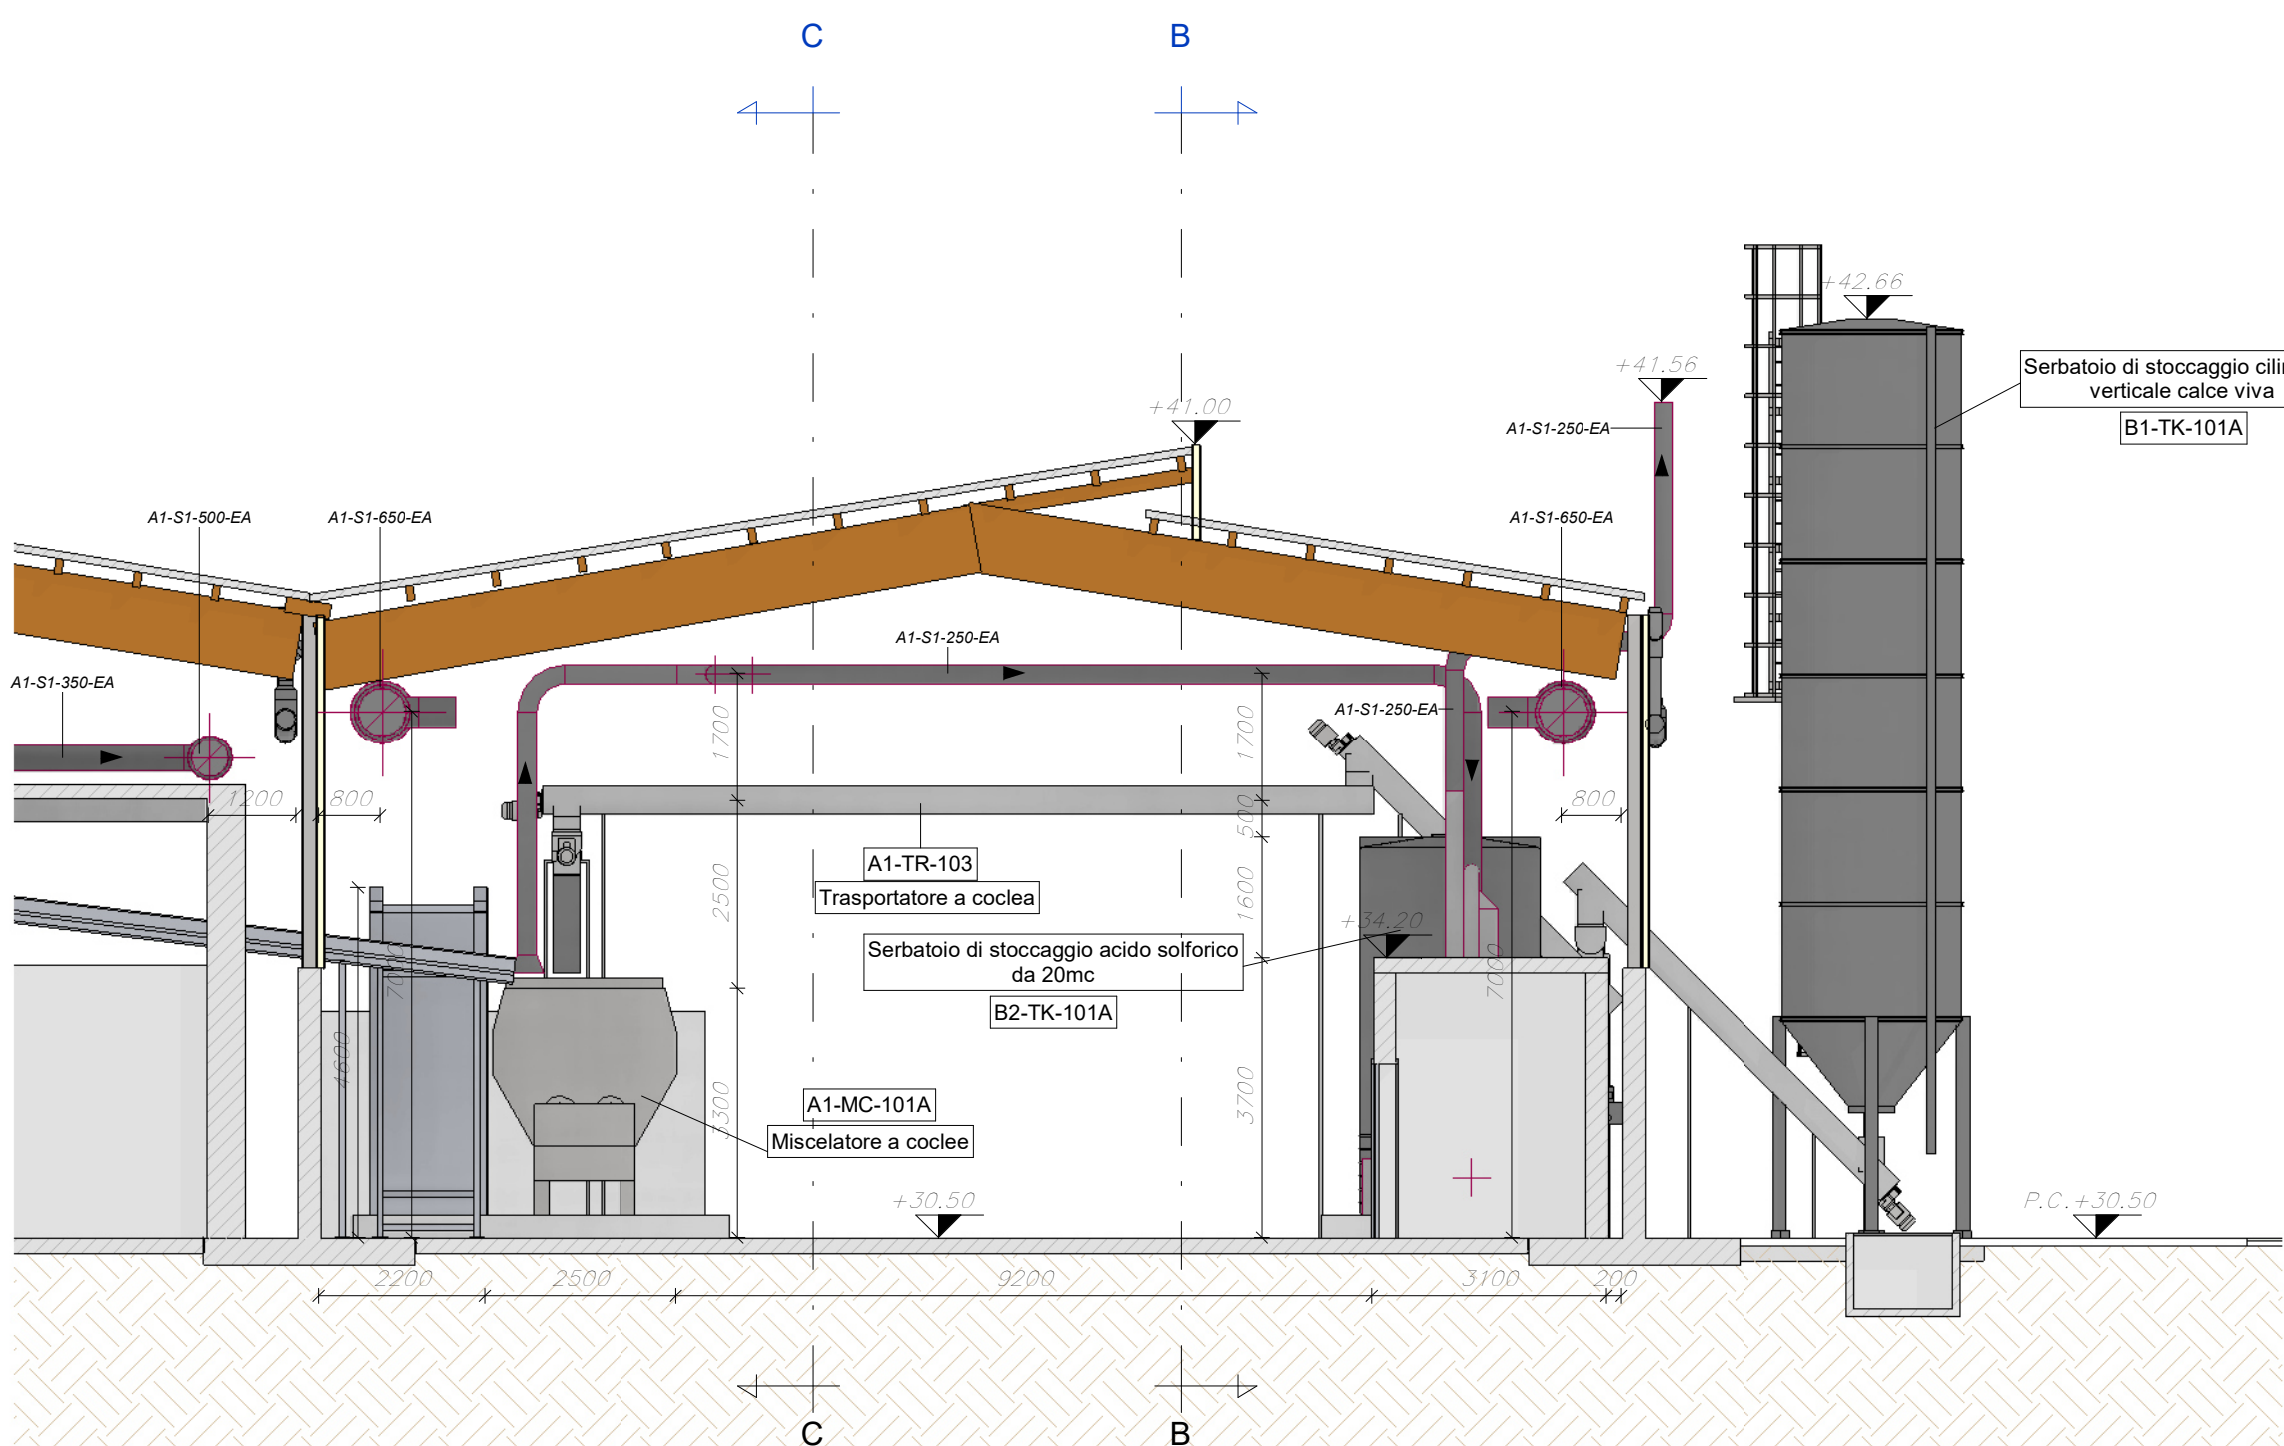 C
B
+42.66
Serbatoio di stoccaggio cilin
verticale calce viva
B1-TK-101A
+41.56
+41.00
A1-S1-250-EA
A1-S1-500-EA
A1-S1-650-EA
A1-S1-650-EA
A1-S1-250-EA
A1-S1-350-EA
A1-S1-250-EA
1700
1700
1200
800
500
800
A1-TR-103
Trasportatore a coclea
2500
1600
+34.20
Serbatoio di stoccaggio acido solforico
da 20mc
B2-TK-101A
7000
4600
3300
3700
A1-MC-101A
Miscelatore a coclee
+30.50
P.C.+30.50
2200
2500
9200
3100
200
C
B